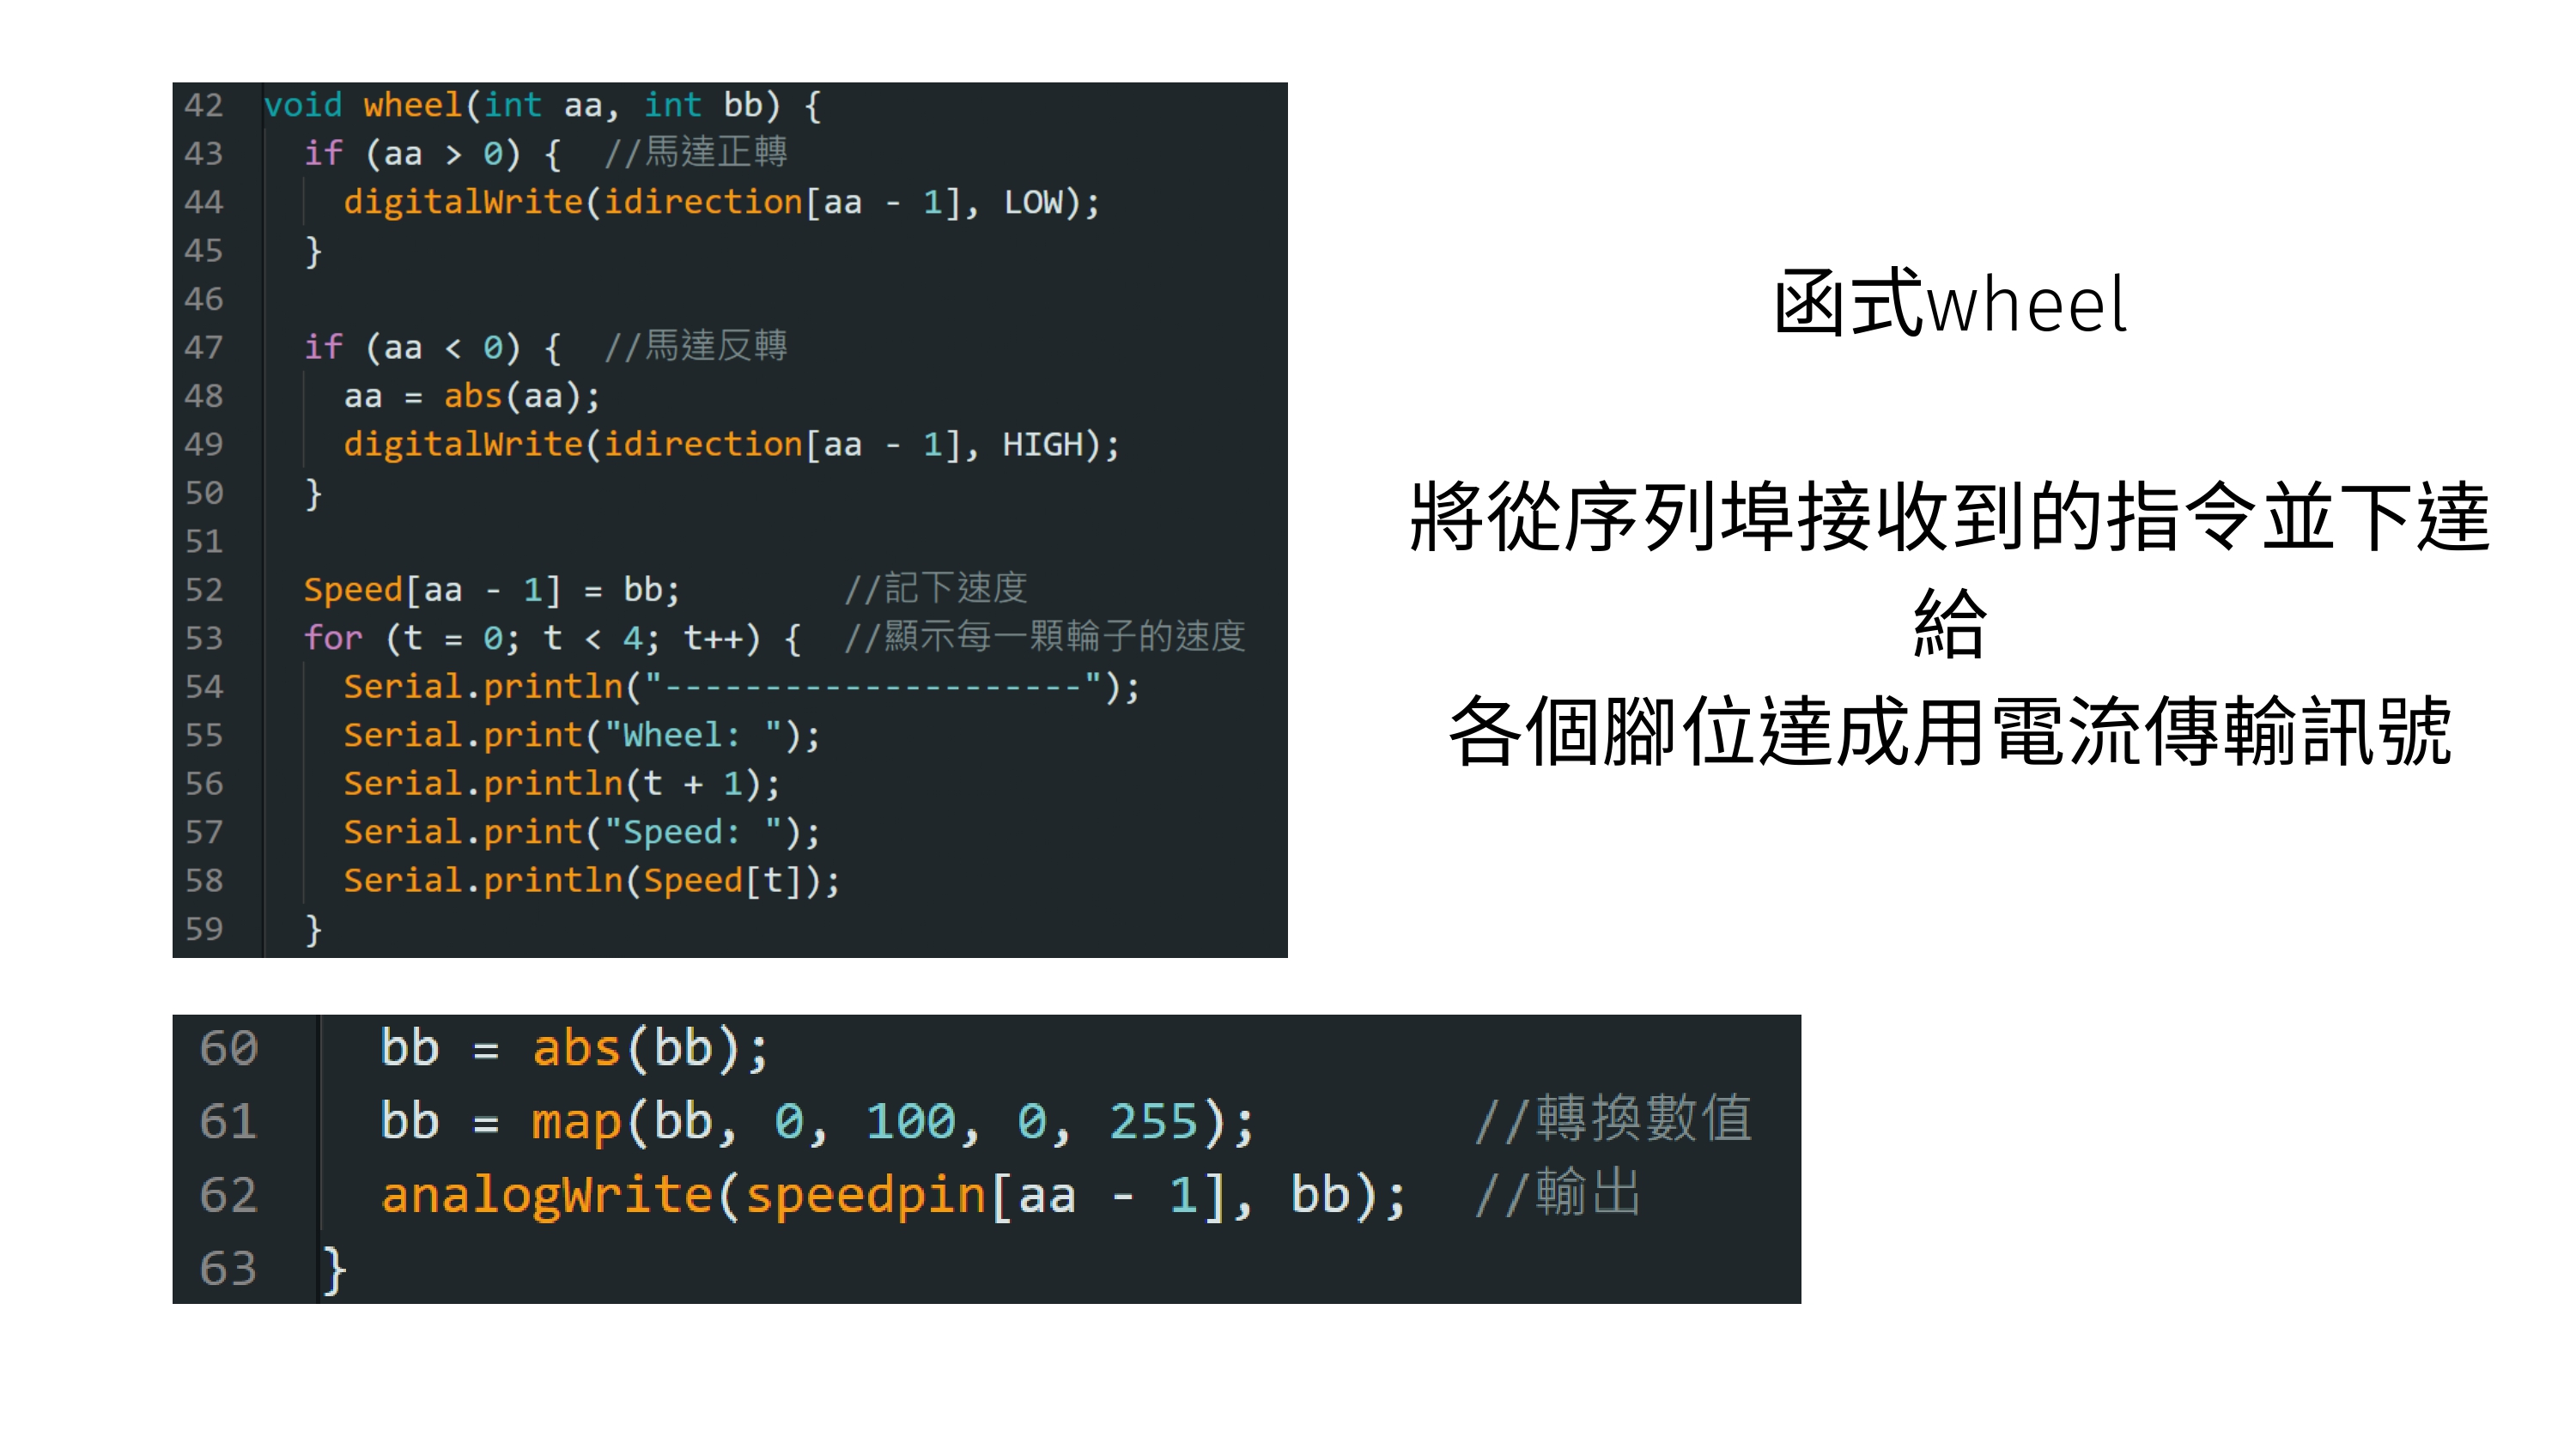 42 void wheel(int aa, int bb) {
43 if (aa > 0) { //馬達正轉
44 digitalWrite(idirection[aa - 1], LOW);
45 }
46
47 if (aa < 0) { //馬達反轉
48 aa = abs(aa);
49 digitalWrite(idirection[aa - 1], HIGH);
50 }
51
52 Speed[aa - 1] = bb; //記下速度
53 for (t = 0; t < 4; t++) { //顯示每一顆輪子的速度
54 Serial.println("---------------------");
55 Serial.print("Wheel: ");
56 Serial.println(t + 1);
57 Serial.print("Speed: ");
58 Serial.println(Speed[t]);
59 }
60 bb = abs(bb);
61 bb = map(bb, 0, 100, 0, 255); //轉換數值
62 analogWrite(speedpin[aa - 1], bb); //輸出
63 }
函式wheel
將從序列埠接收到的指令並下達
給
各個腳位達成用電流傳輸訊號